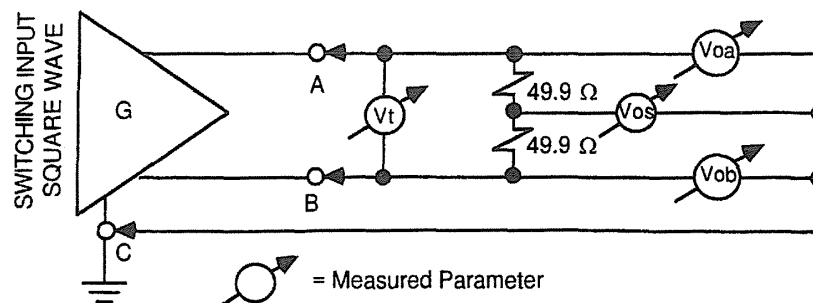 SWITCHING INPUT
SQUARE WAVE
G
A
B
C
Vt
49.9 Ω
49.9 Ω
Voa
Vos
Vob
= Measured Parameter